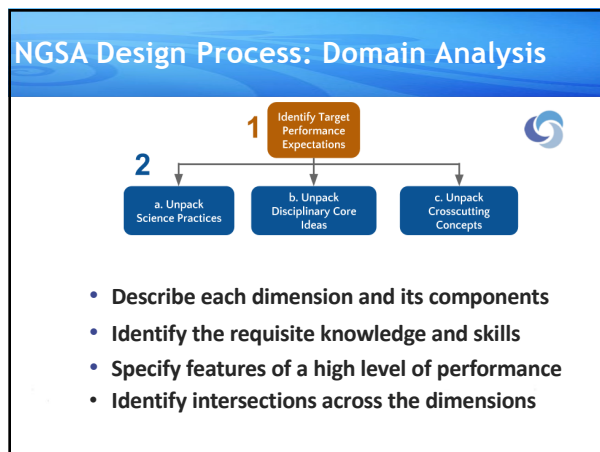 NGSA Design Process: Domain Analysis
1
Identify Target
Performance
Expectations
2
a. Unpack
Science Practices
b. Unpack
Disciplinary Core
Ideas
c. Unpack
Crosscutting
Concepts
• Describe each dimension and its components
• Identify the requisite knowledge and skills
• Specify features of a high level of performance
• Identify intersections across the dimensions